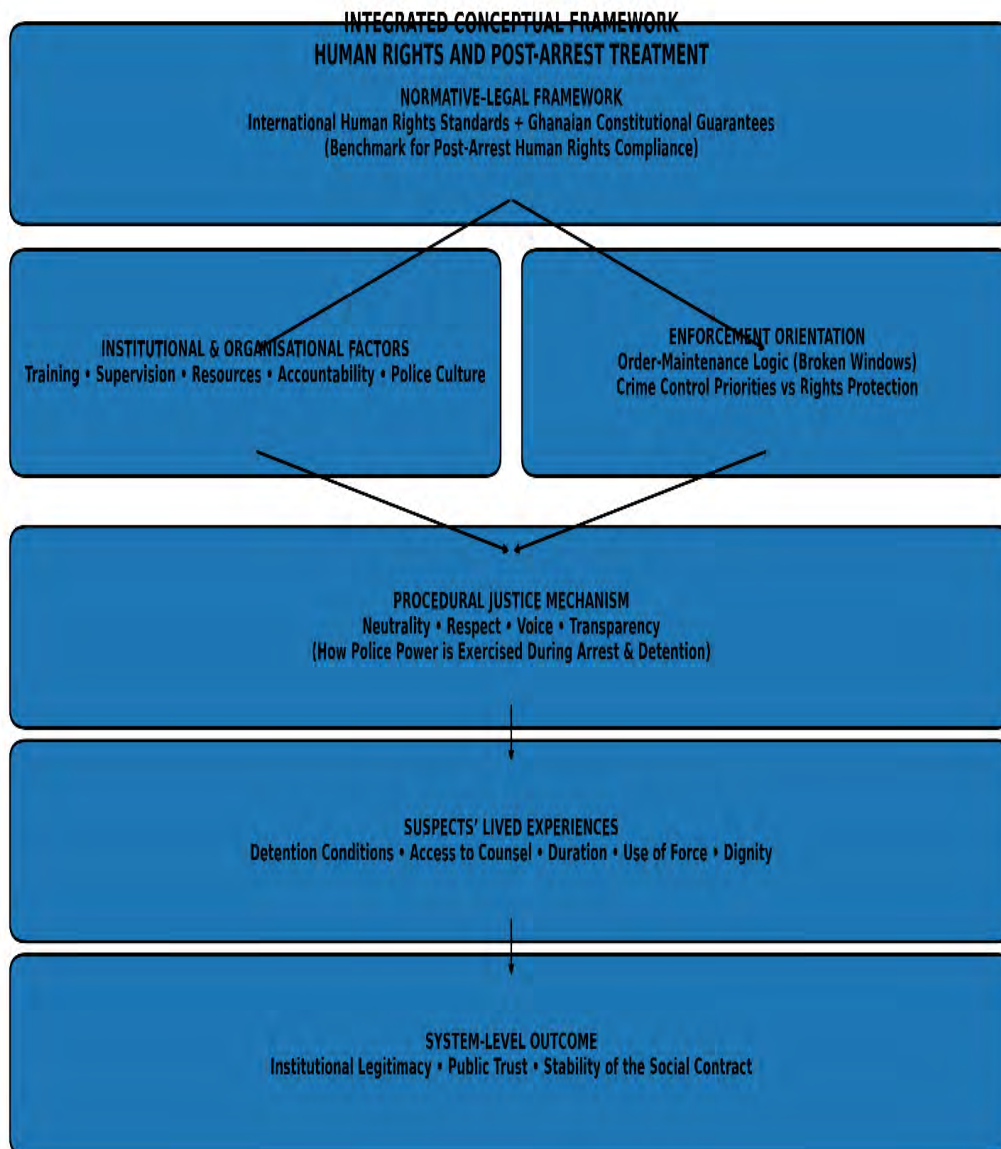 INTEGRATED CONCEPTUAL FRAMEWORK
HUMAN RIGHTS AND POST-ARREST TREATMENT
NORMATIVE–LEGAL FRAMEWORK
International Human Rights Standards + Ghanaian Constitutional Guarantees
(Benchmark for Post-Arrest Human Rights Compliance)
INSTITUTIONAL & ORGANISATIONAL FACTORS
Training • Supervision • Resources • Accountability • Police Culture
ENFORCEMENT ORIENTATION
Order-Maintenance Logic (Broken Windows)
Crime Control Priorities vs Rights Protection
PROCEDURAL JUSTICE MECHANISM
Neutrality • Respect • Voice • Transparency
(How Police Power is Exercised During Arrest & Detention)
SUSPECTS’ LIVED EXPERIENCES
Detention Conditions • Access to Counsel • Duration • Use of Force • Dignity
SYSTEM-LEVEL OUTCOME
Institutional Legitimacy • Public Trust • Stability of the Social Contract